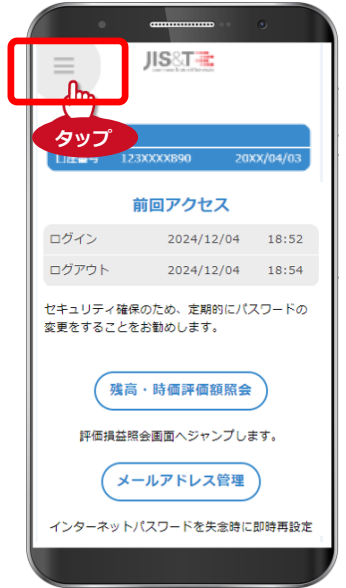 JIS&T
タップ
口座番号 123XXXX890 20XX/04/03
前回アクセス
ログイン 2024/12/04 18:52
ログアウト 2024/12/04 18:54
セキュリティ確保のため、定期的にパスワードの
変更をすることをお勧めします。
残高・時価評価額照会
評価損益照会画面へジャンプします。
メールアドレス管理
インターネットパスワードを失念時に即時再設定